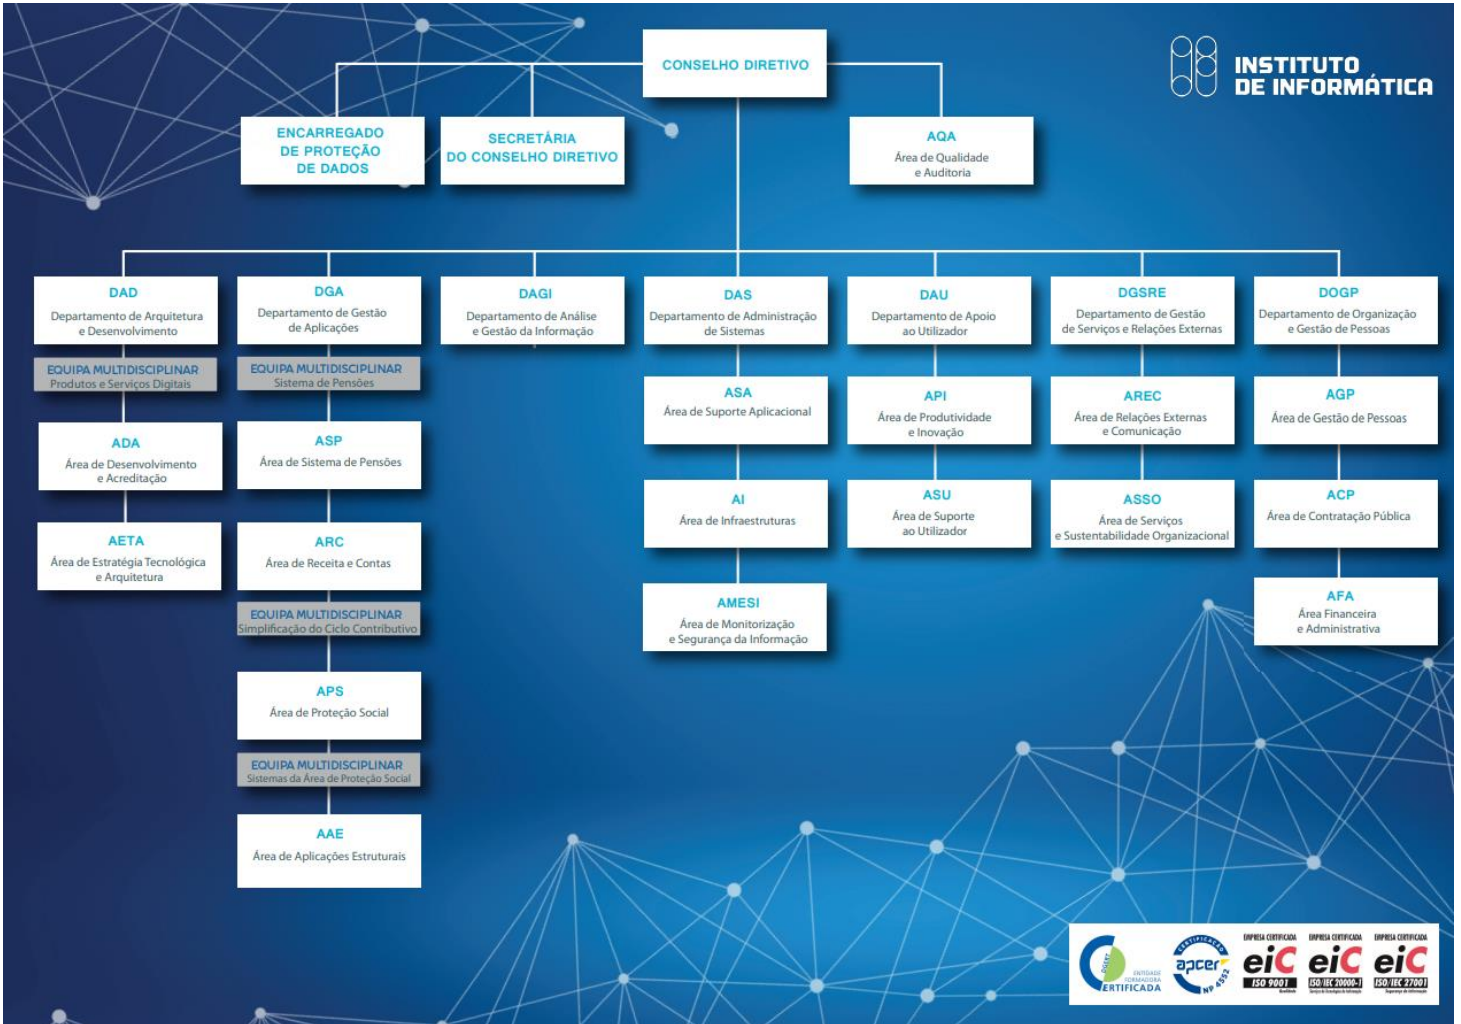 CONSELHO DIRETIVO
INSTITUTO
DE INFORMÁTICA
ENCARREGADO
DE PROTEÇÃO
DE DADOS
SECRETÁRIA
DO CONSELHO DIRETIVO
AQA
Área de Qualidade
e Auditoria
DAD
Departamento de Arquitetura
e Desenvolvimento
EQUIPA MULTIDISCIPLINAR
Produtos e Serviços Digitais
ADA
Área de Desenvolvimento
e Acreditação
AETA
Área de Estratégia Tecnológica
e Arquitetura
DGA
Departamento de Gestão
de Aplicações
EQUIPA MULTIDISCIPLINAR
Sistema de Pensões
ASP
Área de Sistema de Pensões
ARC
Área de Receita e Contas
EQUIPA MULTIDISCIPLINAR
Simplificação do Ciclo Contributivo
APS
Área de Proteção Social
EQUIPA MULTIDISCIPLINAR
Sistemas da Área de Proteção Social
AAE
Área de Aplicações Estruturais
DAGI
Departamento de Análise
e Gestão da Informação
DAS
Departamento de Administração
de Sistemas
ASA
Área de Suporte Aplicacional
AI
Área de Infraestruturas
AMESI
Área de Monitorização
e Segurança da Informação
DAU
Departamento de Apoio
ao Utilizador
API
Área de Produtividade
e Inovação
ASU
Área de Suporte
ao Utilizador
DGSRE
Departamento de Gestão
de Serviços e Relações Externas
AREC
Área de Relações Externas
e Comunicação
ASSO
Área de Serviços
e Sustentabilidade Organizacional
DOGP
Departamento de Organização
e Gestão de Pessoas
AGP
Área de Gestão de Pessoas
ACP
Área de Contratação Pública
AFA
Área Financeira
e Administrativa
DGERT
ENTIDADE
FORMADORA
CERTIFICADA
CERTIFICAÇÃO
apcer
NP 4552
EMPRESA CERTIFICADA
eiC
ISO 9001
Qualidade
EMPRESA CERTIFICADA
eiC
ISO/IEC 20000-1
EMPRESA CERTIFICADA
eiC
ISO/IEC 27001
Segurança da Informação